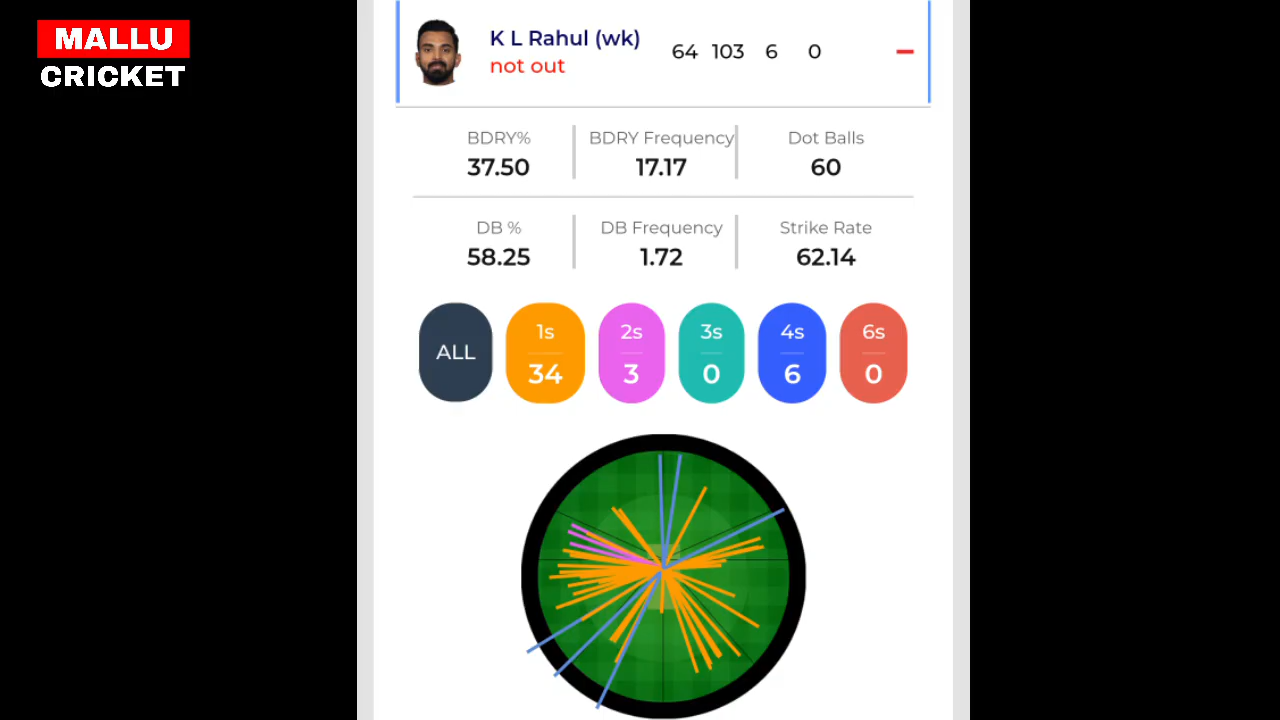 MALLU
CRICKET
K L Rahul (wk)
not out
64 103 6 0
BDRY% BDRY Frequency Dot Balls
37.50 17.17 60
DB % DB Frequency Strike Rate
58.25 1.72 62.14
ALL
1s 2s 3s 4s 6s
34 3 0 6 0